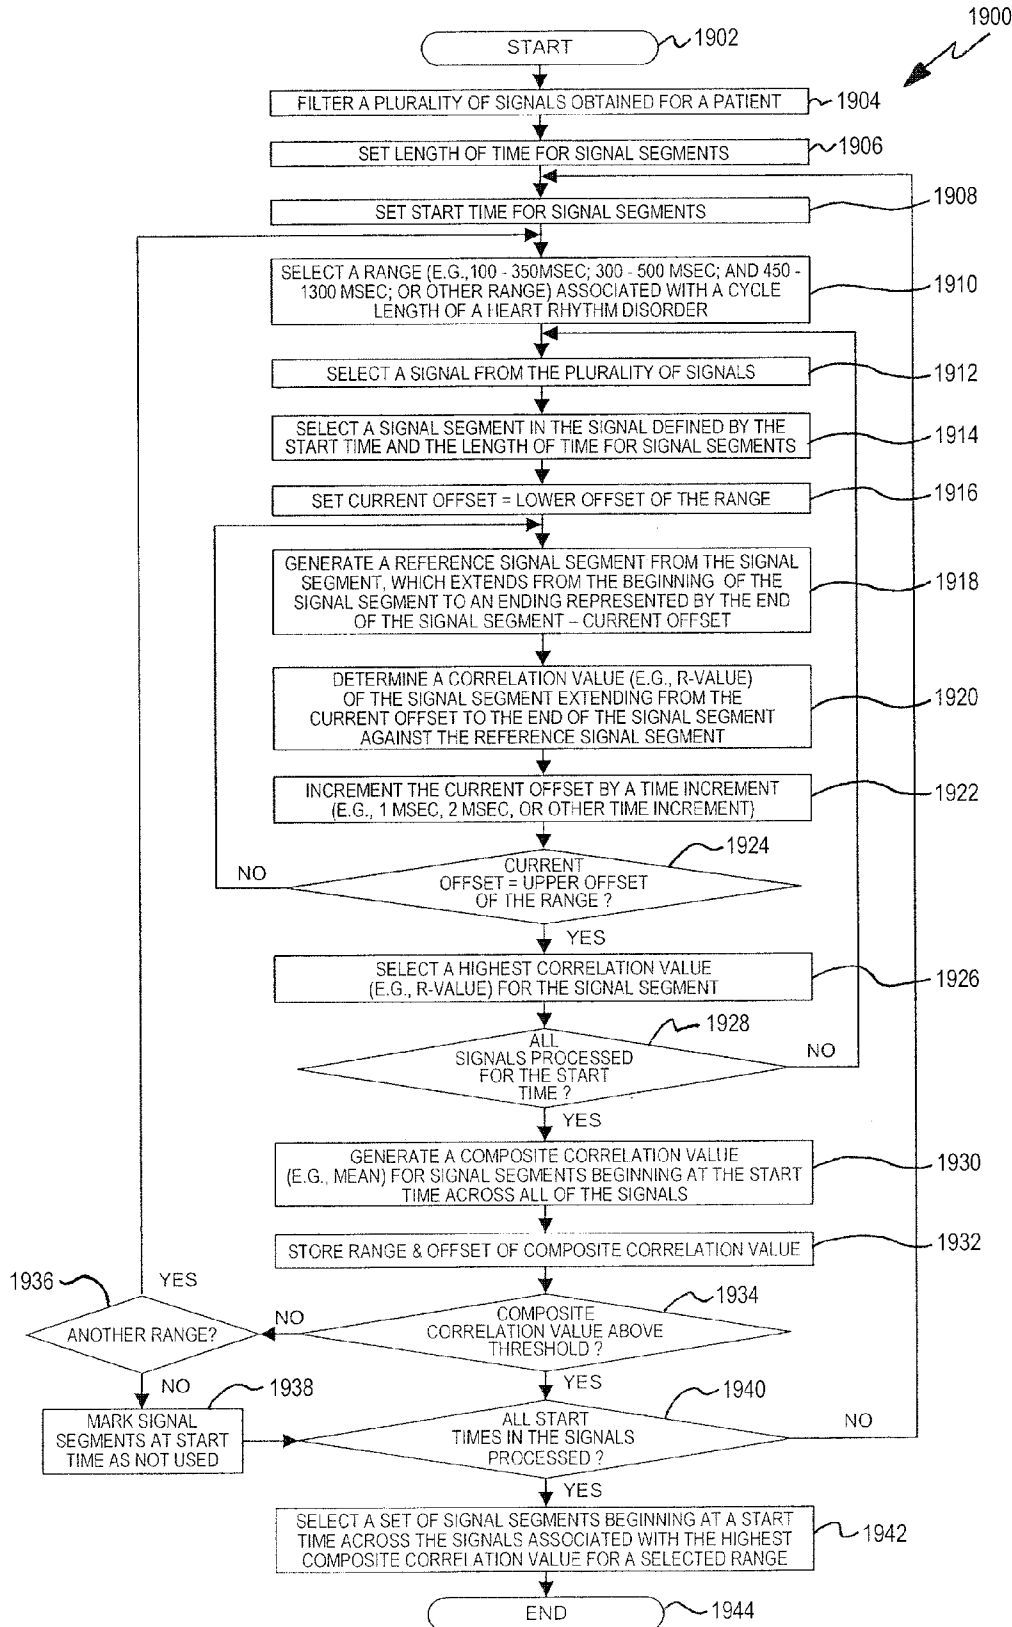 1900
START
1902
FILTER A PLURALITY OF SIGNALS OBTAINED FOR A PATIENT
1904
SET LENGTH OF TIME FOR SIGNAL SEGMENTS
1906
SET START TIME FOR SIGNAL SEGMENTS
1908
SELECT A RANGE (E.G.,100 - 350MSEC; 300 - 500 MSEC; AND 450 -
1300 MSEC; OR OTHER RANGE) ASSOCIATED WITH A CYCLE
LENGTH OF A HEART RHYTHM DISORDER
1910
SELECT A SIGNAL FROM THE PLURALITY OF SIGNALS
1912
SELECT A SIGNAL SEGMENT IN THE SIGNAL DEFINED BY THE
START TIME AND THE LENGTH OF TIME FOR SIGNAL SEGMENTS
1914
SET CURRENT OFFSET = LOWER OFFSET OF THE RANGE
1916
GENERATE A REFERENCE SIGNAL SEGMENT FROM THE SIGNAL
SEGMENT, WHICH EXTENDS FROM THE BEGINNING OF THE
SIGNAL SEGMENT TO AN ENDING REPRESENTED BY THE END
OF THE SIGNAL SEGMENT – CURRENT OFFSET
1918
DETERMINE A CORRELATION VALUE (E.G., R-VALUE)
OF THE SIGNAL SEGMENT EXTENDING FROM THE
CURRENT OFFSET TO THE END OF THE SIGNAL SEGMENT
AGAINST THE REFERENCE SIGNAL SEGMENT
1920
INCREMENT THE CURRENT OFFSET BY A TIME INCREMENT
(E.G., 1 MSEC, 2 MSEC, OR OTHER TIME INCREMENT)
1922
CURRENT
OFFSET = UPPER OFFSET
OF THE RANGE ?
1924
NO
YES
SELECT A HIGHEST CORRELATION VALUE
(E.G., R-VALUE) FOR THE SIGNAL SEGMENT
1926
ALL
SIGNALS PROCESSED
FOR THE START
TIME ?
1928
NO
YES
GENERATE A COMPOSITE CORRELATION VALUE
(E.G., MEAN) FOR SIGNAL SEGMENTS BEGINNING AT THE START
TIME ACROSS ALL OF THE SIGNALS
1930
STORE RANGE & OFFSET OF COMPOSITE CORRELATION VALUE
1932
COMPOSITE
CORRELATION VALUE ABOVE
THRESHOLD ?
1934
NO
YES
1936
YES
ANOTHER RANGE?
NO
1938
MARK SIGNAL
SEGMENTS AT START
TIME AS NOT USED
ALL START
TIMES IN THE SIGNALS
PROCESSED ?
1940
NO
YES
SELECT A SET OF SIGNAL SEGMENTS BEGINNING AT A START
TIME ACROSS THE SIGNALS ASSOCIATED WITH THE HIGHEST
COMPOSITE CORRELATION VALUE FOR A SELECTED RANGE
1942
END
1944